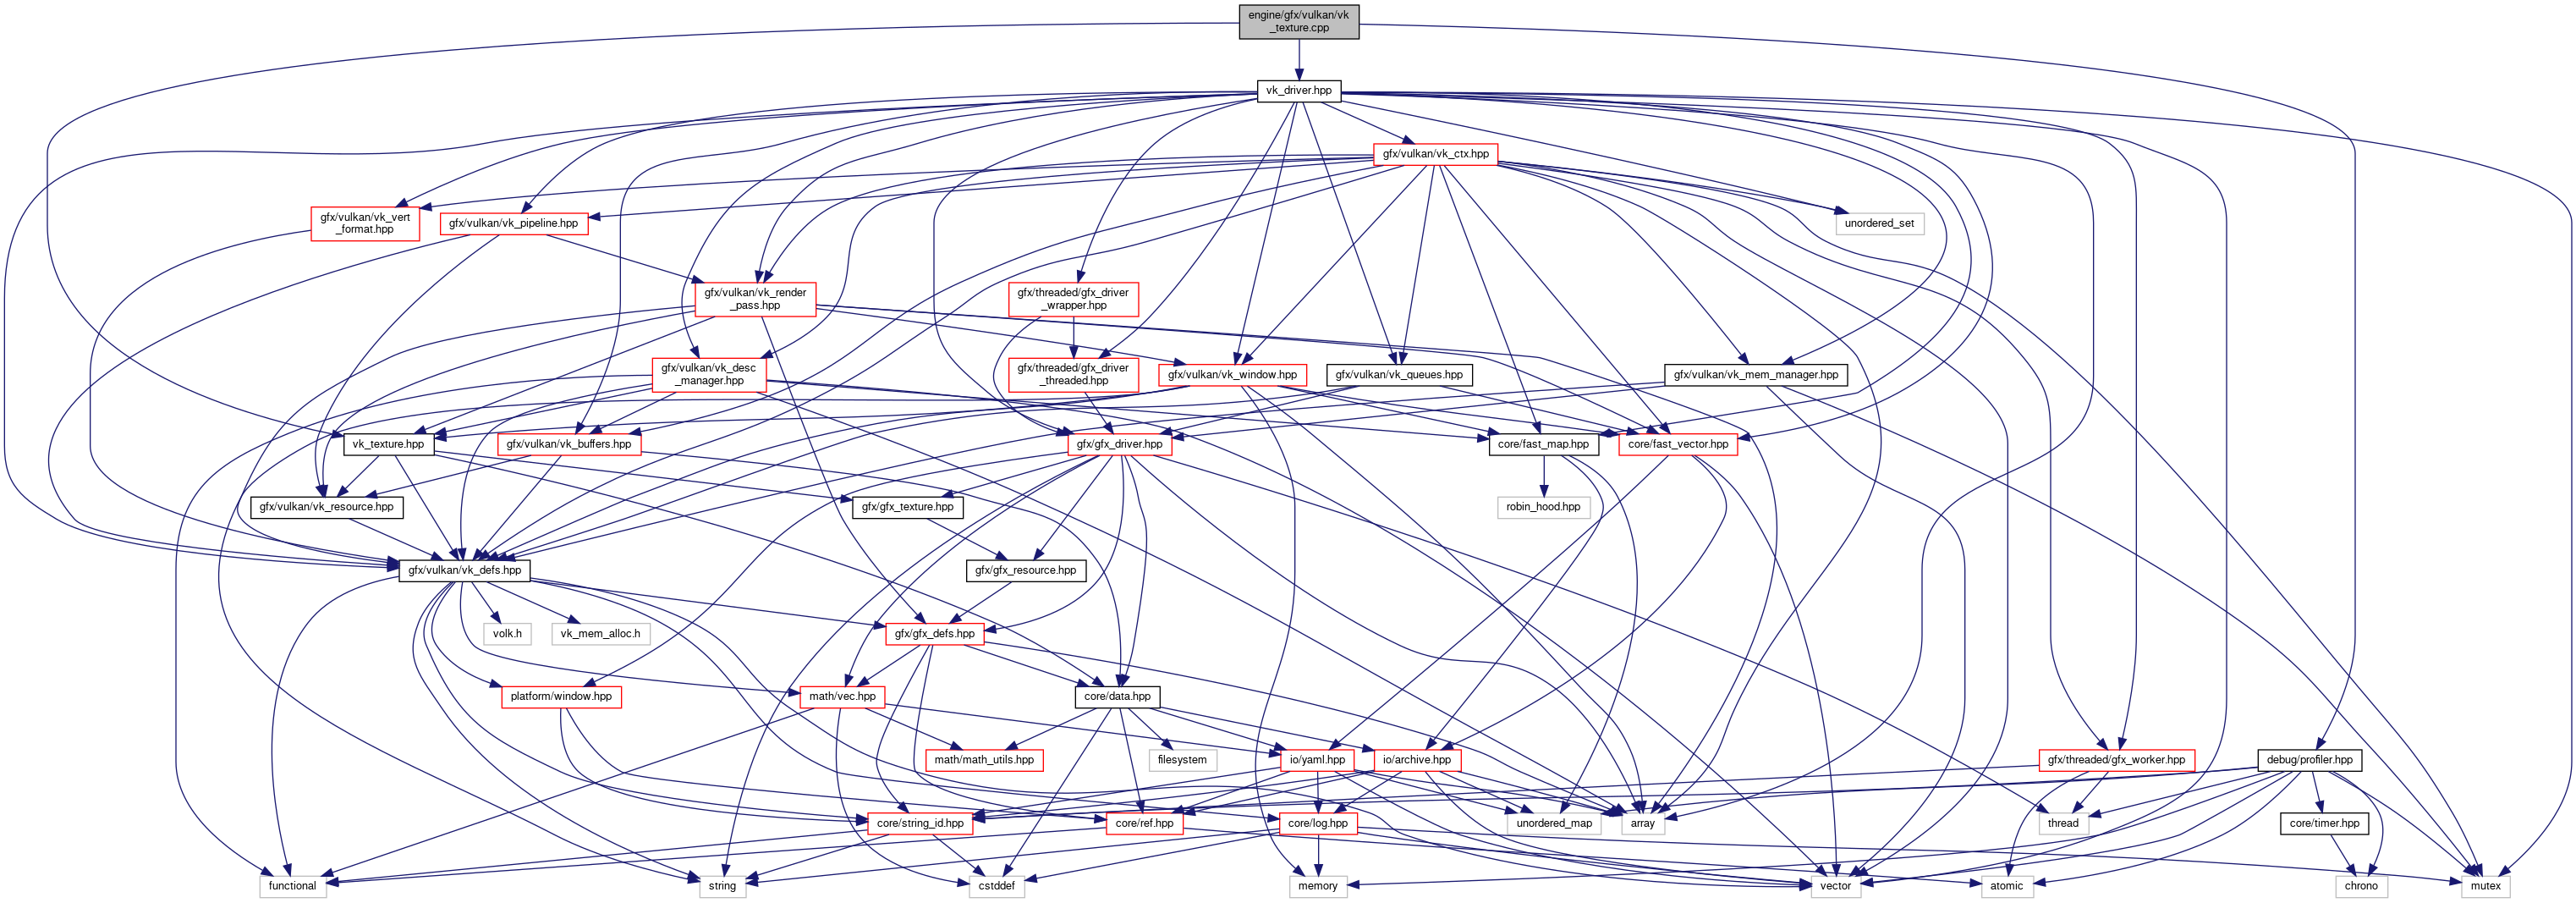 engine/gfx/vulkan/vk
_texture.cpp
vk_driver.hpp
gfx/vulkan/vk_ctx.hpp
gfx/vulkan/vk_vert
_format.hpp
gfx/vulkan/vk_pipeline.hpp
unordered_set
gfx/vulkan/vk_render
_pass.hpp
gfx/threaded/gfx_driver
_wrapper.hpp
gfx/vulkan/vk_desc
_manager.hpp
gfx/threaded/gfx_driver
_threaded.hpp
gfx/vulkan/vk_window.hpp
gfx/vulkan/vk_queues.hpp
gfx/vulkan/vk_mem_manager.hpp
vk_texture.hpp
gfx/vulkan/vk_buffers.hpp
gfx/gfx_driver.hpp
core/fast_map.hpp
core/fast_vector.hpp
gfx/vulkan/vk_resource.hpp
gfx/gfx_texture.hpp
robin_hood.hpp
gfx/vulkan/vk_defs.hpp
gfx/gfx_resource.hpp
volk.h
vk_mem_alloc.h
gfx/gfx_defs.hpp
platform/window.hpp
math/vec.hpp
core/data.hpp
math/math_utils.hpp
filesystem
io/yaml.hpp
io/archive.hpp
gfx/threaded/gfx_worker.hpp
debug/profiler.hpp
core/string_id.hpp
core/ref.hpp
core/log.hpp
unordered_map
array
thread
core/timer.hpp
functional
string
cstddef
memory
vector
atomic
chrono
mutex